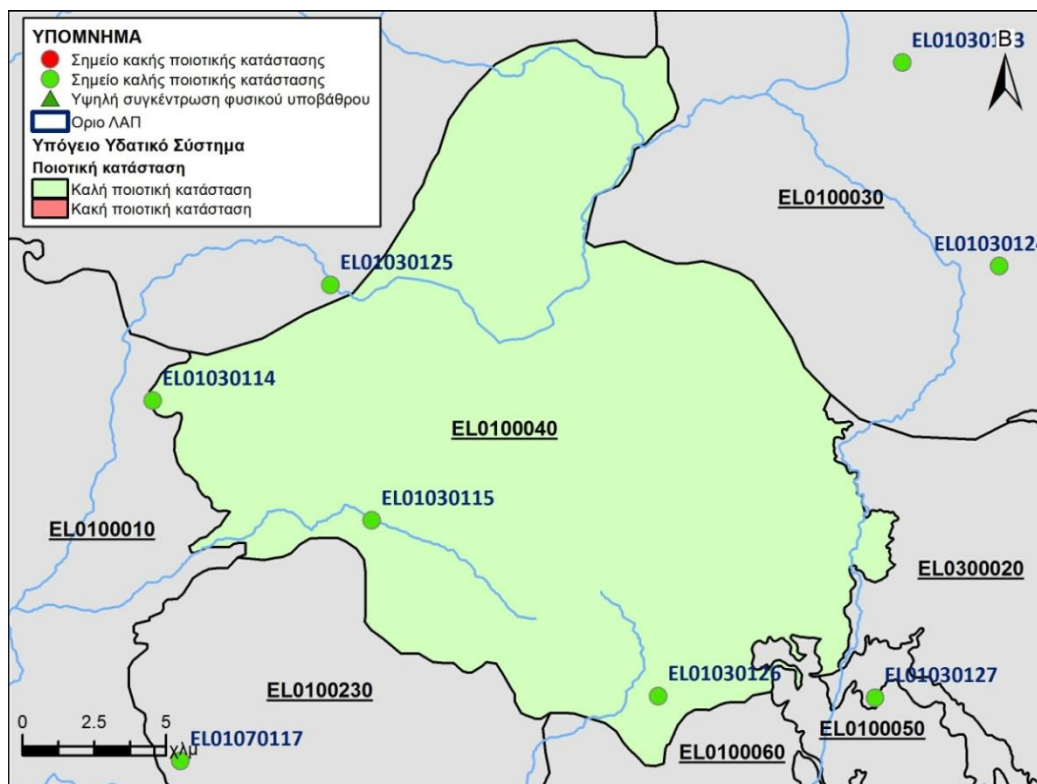 ΥΠΟΜΝΗΜΑ
Σημείο κακής ποιοτικής κατάστασης
Σημείο καλής ποιοτικής κατάστασης
Υψηλή συγκέντρωση φυσικού υποβάθρου
Οριο ΛΑΠ
Υπόγειο Υδατικό Σύστημα
Ποιοτική κατάσταση
Καλή ποιοτική κατάσταση
Κακή ποιοτική κατάσταση
Β
EL0100030
EL01030124
EL01030125
EL01030114
EL0100040
EL01030115
EL0100010
EL0300020
EL01030126
EL01030127
EL0100230
EL0100050
EL0100060
0 2.5 5
χλμ
EL01070117